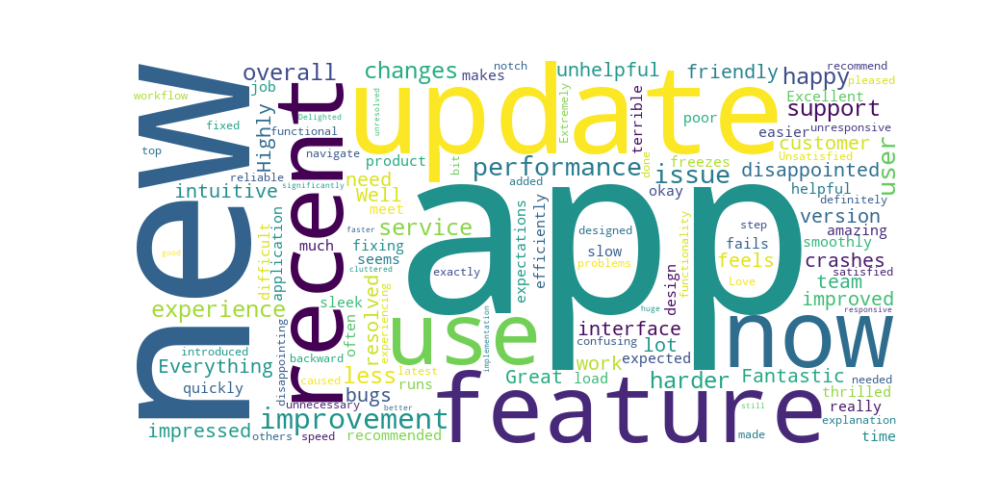 new
recent
update
app
use
now
feature
overall
changes
makes
notch
unhelpful
friendly
happy
recommend
pleased
workflow
job
Highly
Delighted
unresolved
Extremely
terrible
poor
Excellent
support
fixed
functional
easier
unresponsive
customer
user
top
navigate
product
bit
performance
done
freezes
issue
Unsatisfied
disappointed
reliable
intuitive
significantly
need
Well
meet
added
okay
helpful
definitely
version
amazing
difficult
application
much
faster
service
fixing
seems
cluttered
expectations
efficiently
designed
slow
problems
functionality
step
fails
feels
smoothly
crashes
satisfied
good
exactly
design
Love
team
improved
responsive
experience
sleek
often
resolved
experiencing
implementation
huge
interface
confusing
lot
introduced
Everything
quickly
disappointing
backward
caused
less
latest
runs
work
expected
Great
load
harder
Fantastic
needed
thrilled
unnecessary
bugs
better
still
really
explanation
impressed
others
improvement
speed
recommended
made
time